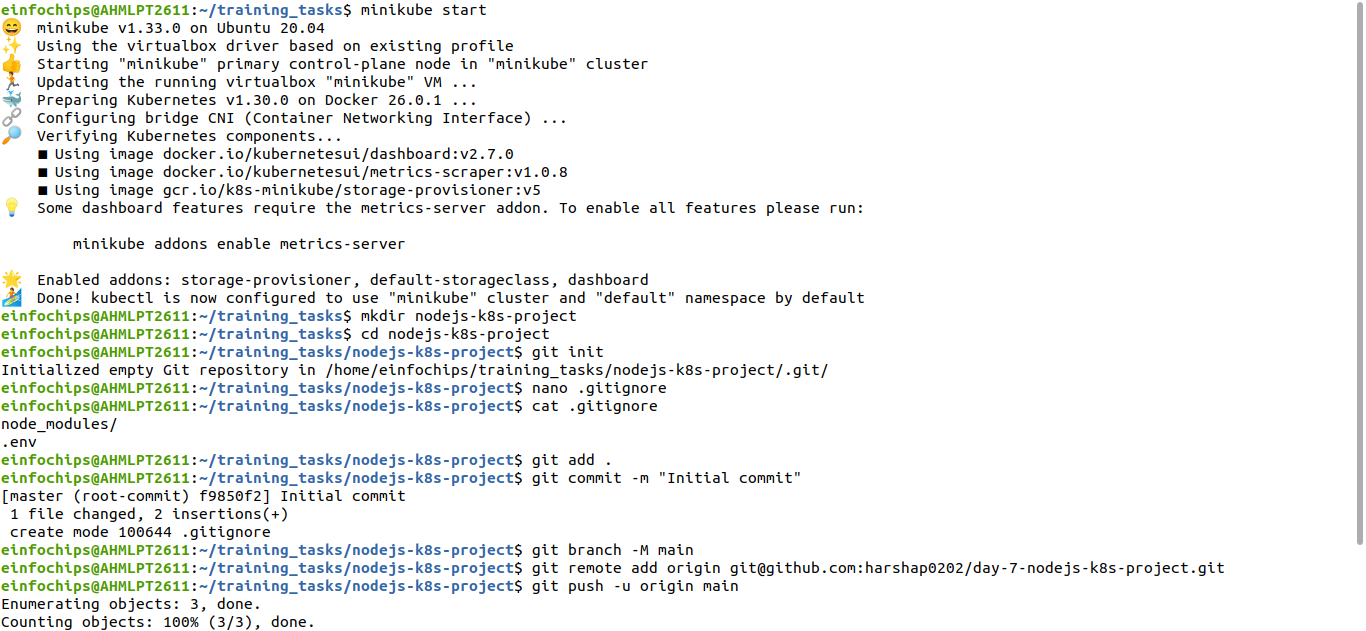 einfochips@AHMLPT2611:~/training_tasks$ minikube start
😄  minikube v1.33.0 on Ubuntu 20.04
✨  Using the virtualbox driver based on existing profile
👍  Starting "minikube" primary control-plane node in "minikube" cluster
🏃  Updating the running virtualbox "minikube" VM ...
🐳  Preparing Kubernetes v1.30.0 on Docker 26.0.1 ...
🔗  Configuring bridge CNI (Container Networking Interface) ...
🔎  Verifying Kubernetes components...
    ■ Using image docker.io/kubernetesui/dashboard:v2.7.0
    ■ Using image docker.io/kubernetesui/metrics-scraper:v1.0.8
    ■ Using image gcr.io/k8s-minikube/storage-provisioner:v5
💡  Some dashboard features require the metrics-server addon. To enable all features please run:
        minikube addons enable metrics-server
🌟  Enabled addons: storage-provisioner, default-storageclass, dashboard
🏄  Done! kubectl is now configured to use "minikube" cluster and "default" namespace by default
einfochips@AHMLPT2611:~/training_tasks$ mkdir nodejs-k8s-project
einfochips@AHMLPT2611:~/training_tasks$ cd nodejs-k8s-project
einfochips@AHMLPT2611:~/training_tasks/nodejs-k8s-project$ git init
Initialized empty Git repository in /home/einfochips/training_tasks/nodejs-k8s-project/.git/
einfochips@AHMLPT2611:~/training_tasks/nodejs-k8s-project$ nano .gitignore
einfochips@AHMLPT2611:~/training_tasks/nodejs-k8s-project$ cat .gitignore
node_modules/
.env
einfochips@AHMLPT2611:~/training_tasks/nodejs-k8s-project$ git add .
einfochips@AHMLPT2611:~/training_tasks/nodejs-k8s-project$ git commit -m "Initial commit"
[master (root-commit) f9850f2] Initial commit
 1 file changed, 2 insertions(+)
 create mode 100644 .gitignore
einfochips@AHMLPT2611:~/training_tasks/nodejs-k8s-project$ git branch -M main
einfochips@AHMLPT2611:~/training_tasks/nodejs-k8s-project$ git remote add origin git@github.com:harshap0202/day-7-nodejs-k8s-project.git
einfochips@AHMLPT2611:~/training_tasks/nodejs-k8s-project$ git push -u origin main
Enumerating objects: 3, done.
Counting objects: 100% (3/3), done.